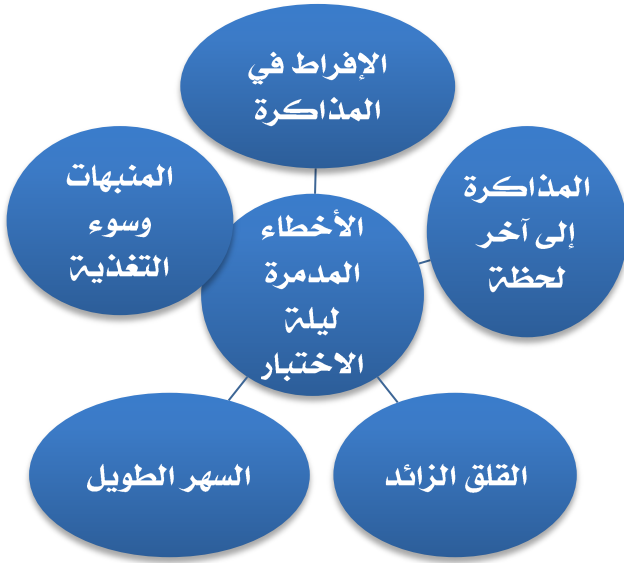 الإفراط في
المذاكرة
المذاكرة
إلى آخر
لحظة
القلق الزائد
السهر الطويل
المنبهات
وسوء
التغذية
الأخطاء
المدمرة
ليلة
الاختبار